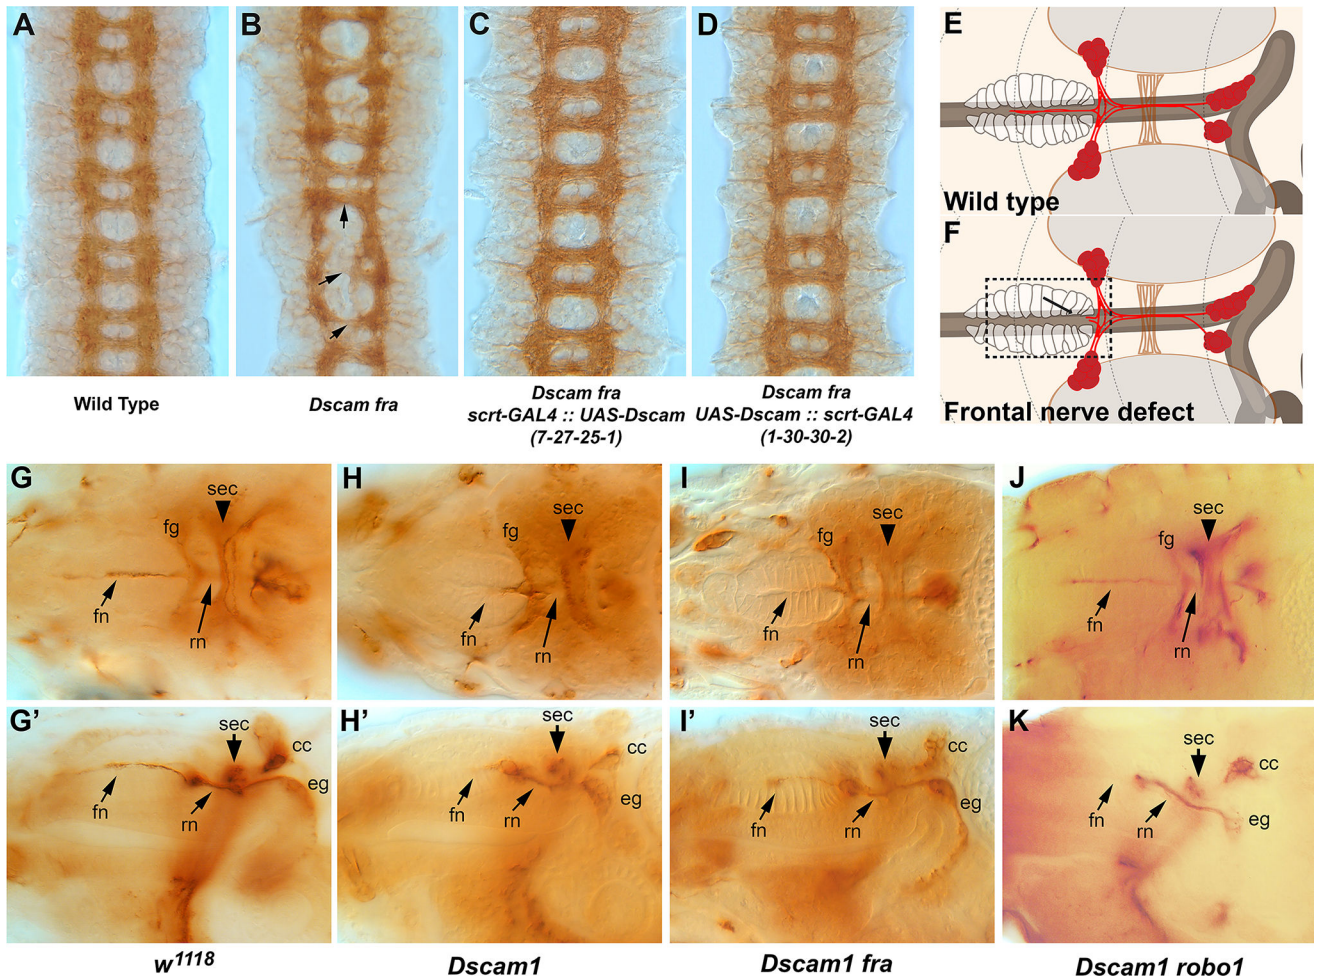 A
B
C
D
Wild Type
Dscam fra
Dscam fra
scrt-GAL4 :: UAS-Dscam
(7-27-25-1)
Dscam fra
UAS-Dscam :: scrt-GAL4
(1-30-30-2)
E
Wild type
F
Frontal nerve defect
G
sec
fg
fn
rn
H
sec
fg
fn
rn
I
sec
fg
fn
rn
J
sec
fg
fn
rn
G'
sec
cc
fn
rn
eg
H'
sec
cc
fn
rn
eg
I'
sec
cc
fn
rn
eg
K
sec
cc
fn
rn
eg
w1118
Dscam1
Dscam1 fra
Dscam1 robo1